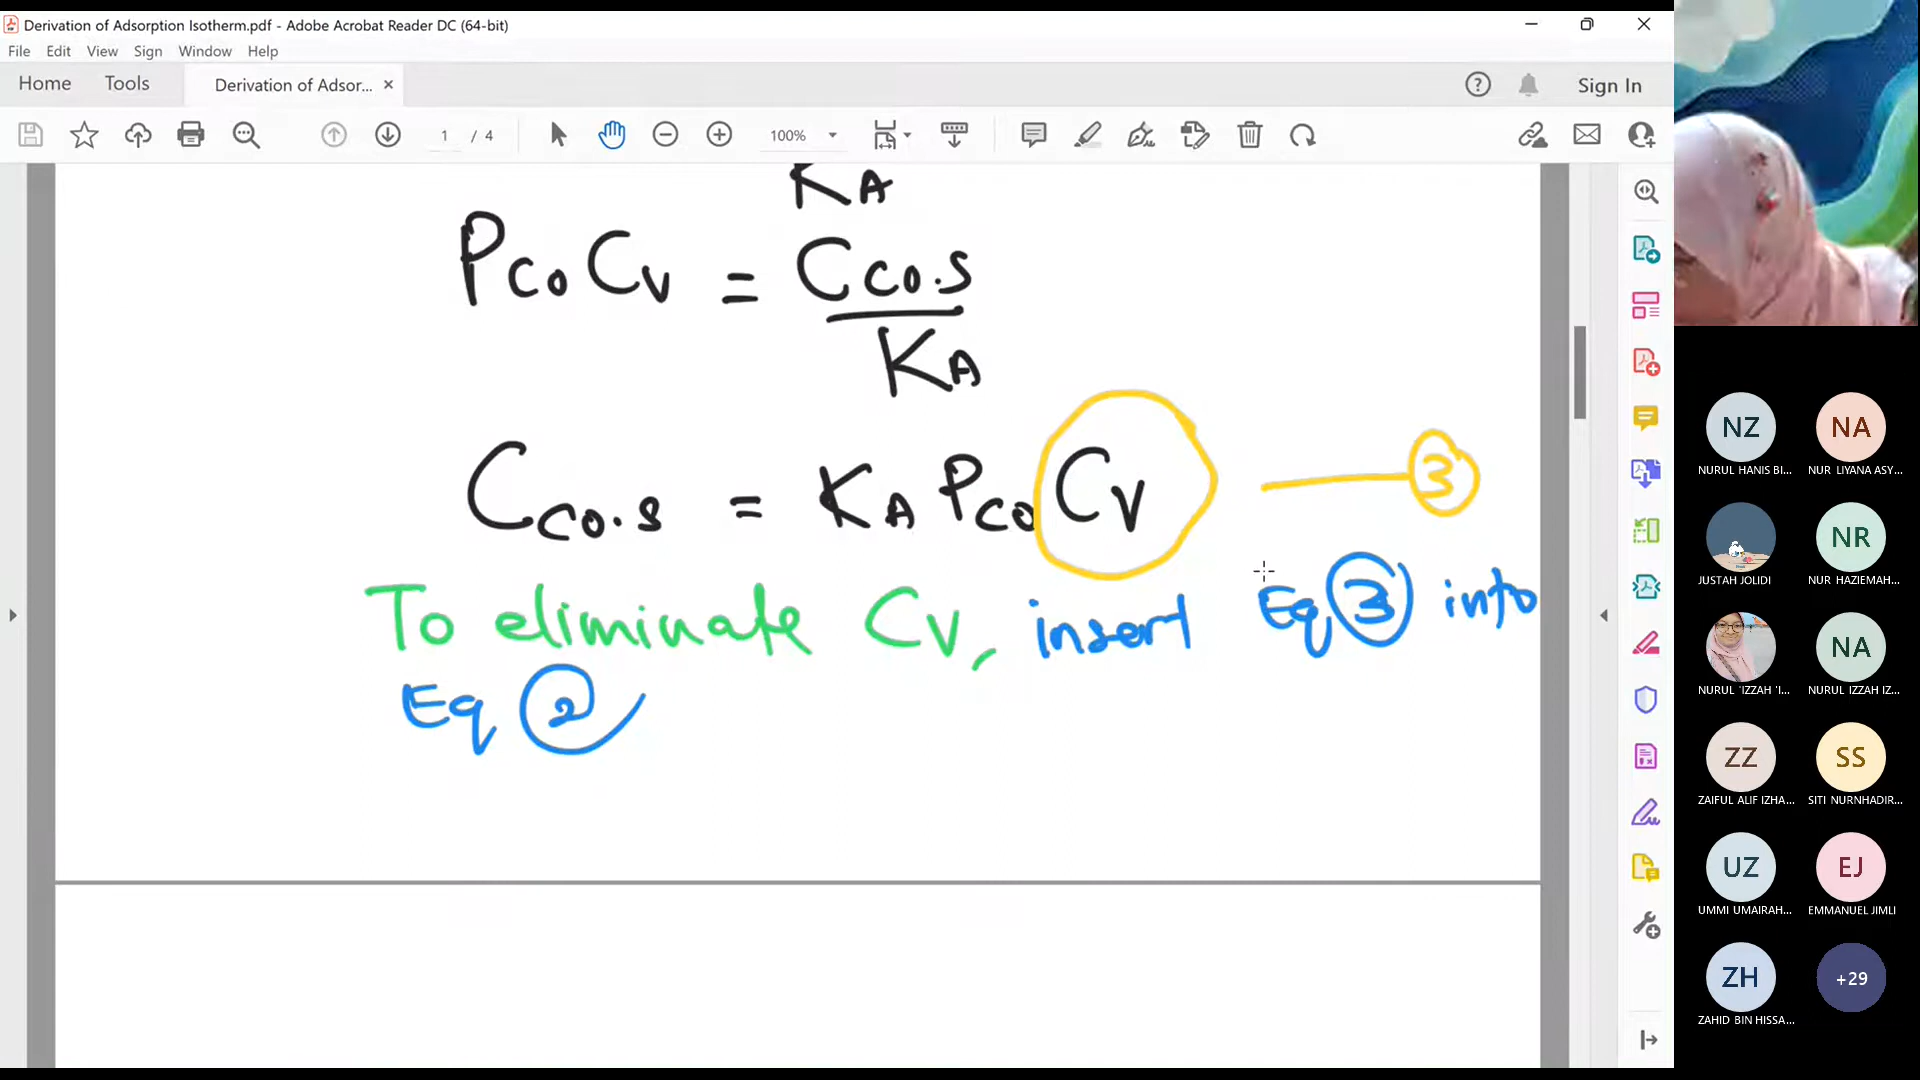 Derivation of Adsorption Isotherm.pdf - Adobe Acrobat Reader DC (64-bit)
File Edit View Sign Window Help
Home Tools Derivation of Adsor... × Sign In
1 / 4 100%
KA
PCO CV = CCO.S
KA
CCO.S = KA PCO CV 3
To eliminate CV, insert Eq 3 into
Eq 2
NZ NA
NURUL HANIS BI... NUR LIYANA ASY...
NR
JUSTAH JOLIDI NUR HAZIEMAH...
NA
NURUL 'IZZAH 'I... NURUL IZZAH IZ...
ZZ SS
ZAIFUL ALIF IZHA... SITI NURNHADIR...
UZ EJ
UMMI UMAIRAH... EMMANUEL JIMLI
ZH +29
ZAHID BIN HISSA...